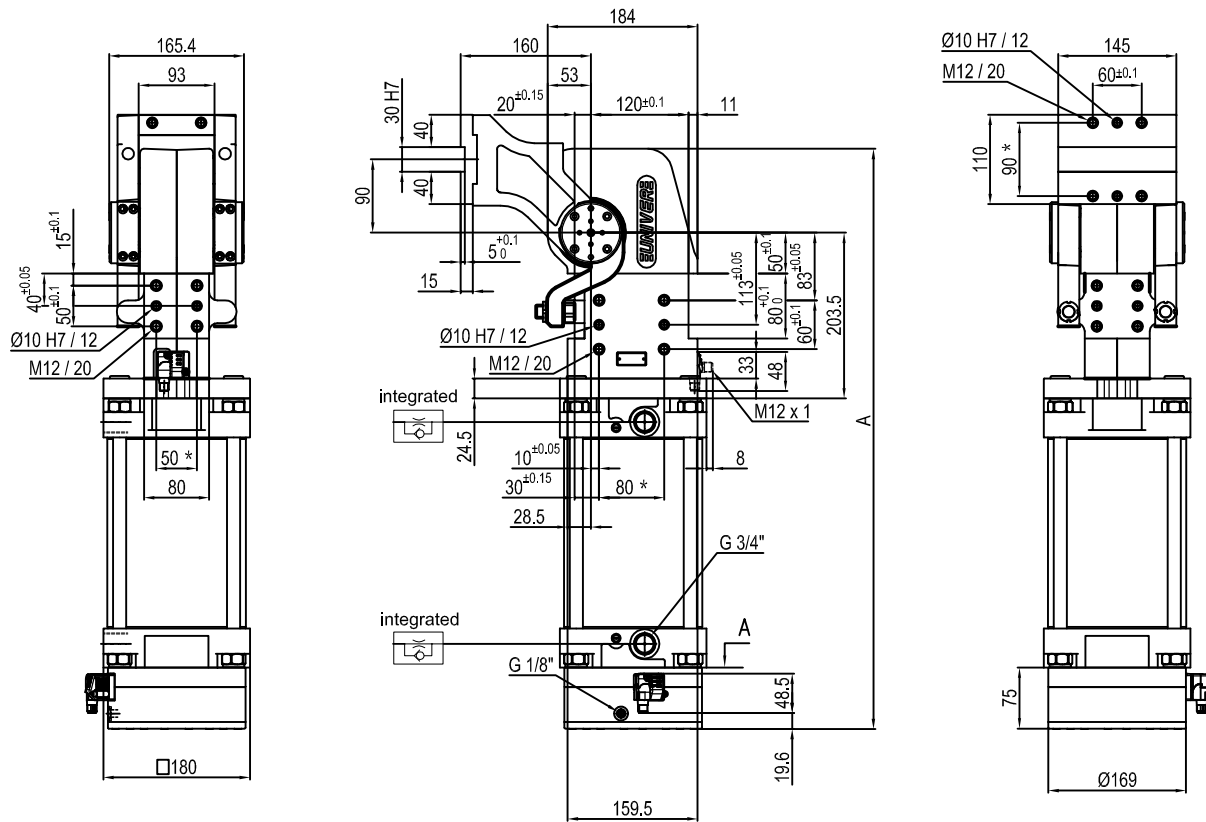 165.4
93
15±0.1
40±0.05
50±0.1
Ø10 H7 / 12
M12 / 20
50 *
80
□180
184
160
53
20±0.15
120±0.1
11
30 H7
40
90
40
5 +0.1 0
15
UNIVER
50±0.1
83±0.05
113±0.05
80 +0.1 0
60±0.1
203.5
Ø10 H7 / 12
M12 / 20
33
48
M12 x 1
integrated
24.5
10±0.05
8
30±0.15
80 *
28.5
A
G 3/4"
integrated
A
G 1/8"
48.5
19.6
159.5
Ø10 H7 / 12
M12 / 20
145
60±0.1
110
90 *
75
Ø169